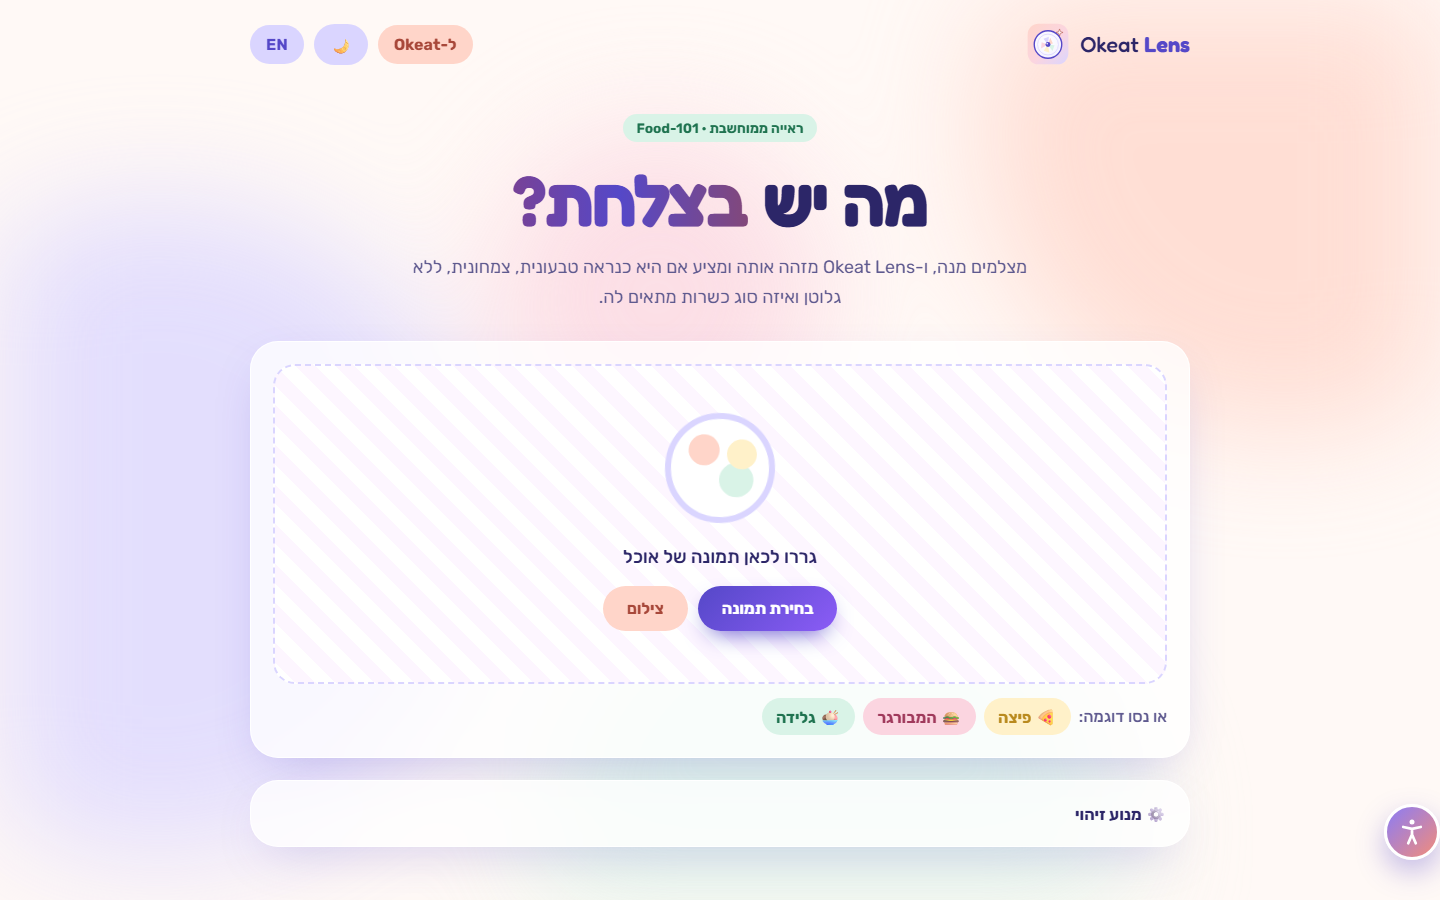 Okeat Lens
ל-Okeat
EN
ראייה ממוחשבת • Food-101
מה יש בצלחת?
מצלמים מנה, ו-Okeat Lens מזהה אותה ומציע אם היא כנראה טבעונית, צמחונית, ללא
גלוטן ואיזה סוג כשרות מתאים לה.
גררו לכאן תמונה של אוכל
בחירת תמונה
צילום
או נסו דוגמה:
פיצה
המבורגר
גלידה
מנוע זיהוי